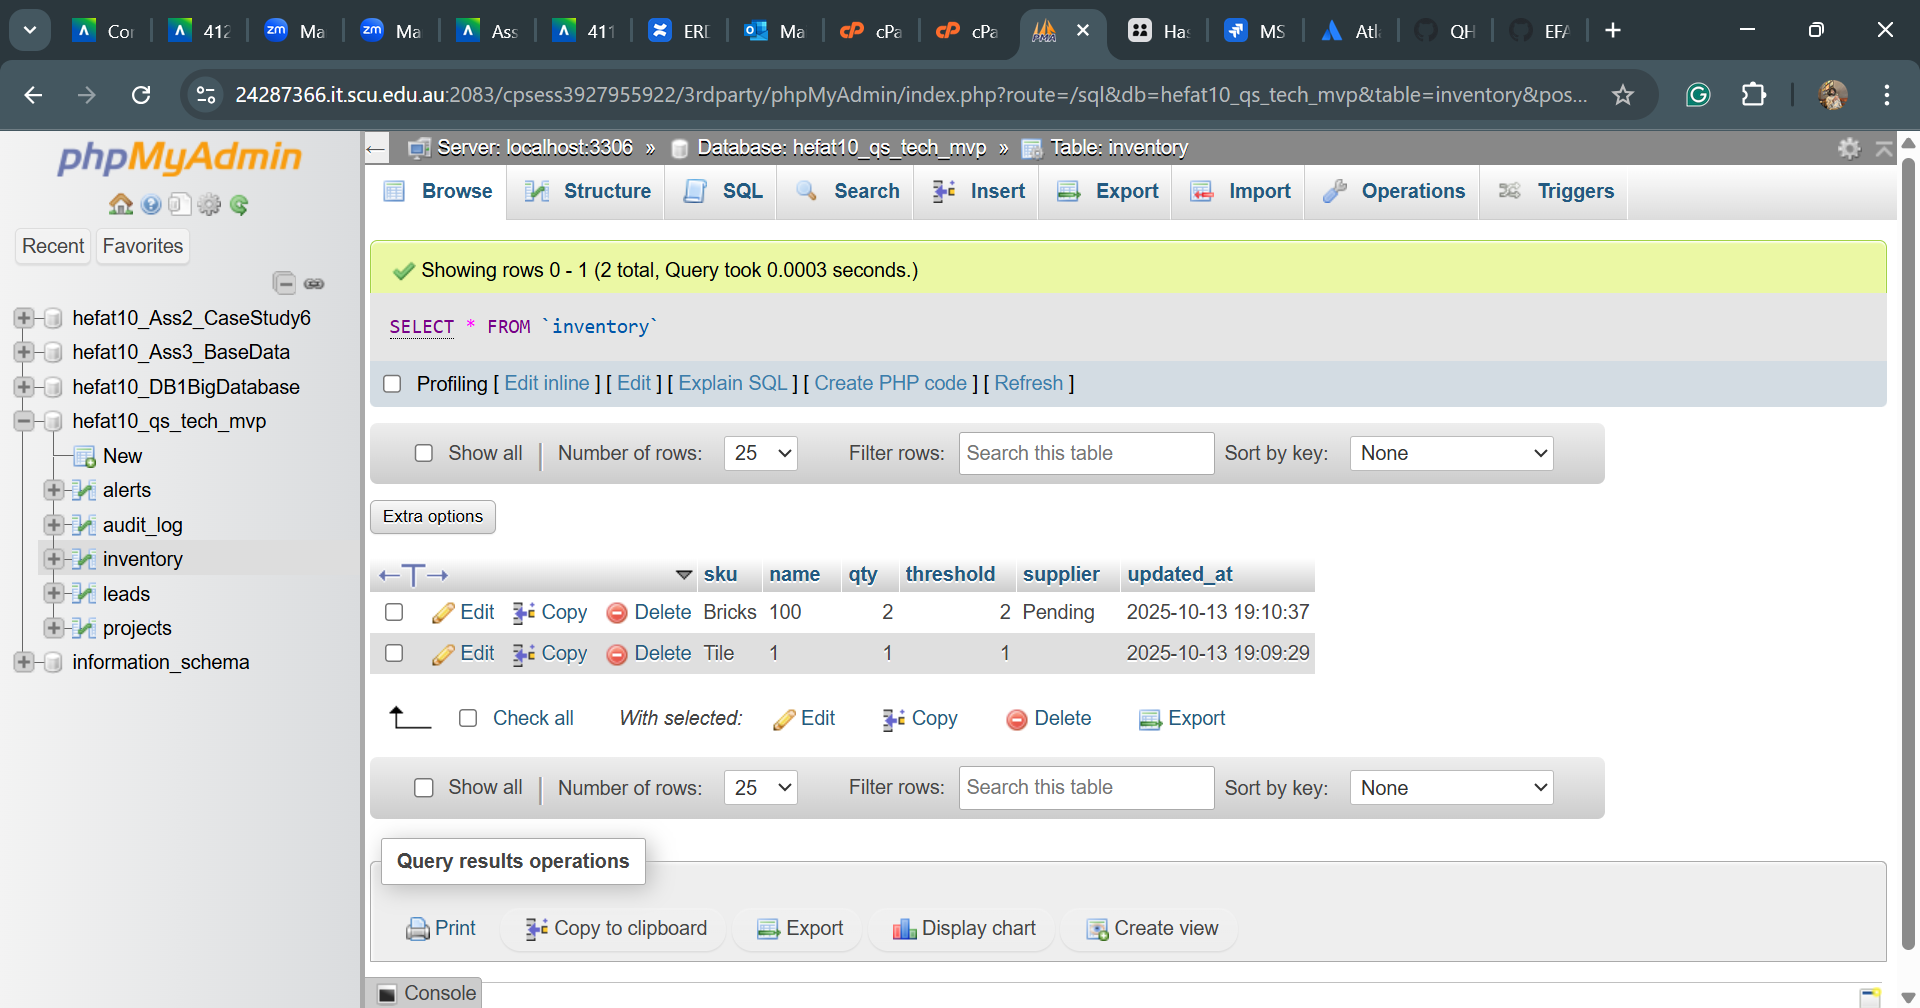 Cor
412
Ma
Ma
Ass
411
ERD
Ma
cPa
cPa
Has
MS
Atl
QH
EFA
24287366.it.scu.edu.au:2083/cpsess3927955922/3rdparty/phpMyAdmin/index.php?route=/sql&db=hefat10_qs_tech_mvp&table=inventory&pos...
phpMyAdmin
Recent
Favorites
hefat10_Ass2_CaseStudy6
hefat10_Ass3_BaseData
hefat10_DB1BigDatabase
hefat10_qs_tech_mvp
New
alerts
audit_log
inventory
leads
projects
information_schema
Server: localhost:3306 » Database: hefat10_qs_tech_mvp » Table: inventory
Browse Structure SQL Search Insert Export Import Operations Triggers
Showing rows 0 - 1 (2 total, Query took 0.0003 seconds.)
SELECT * FROM `inventory`
Profiling [ Edit inline ] [ Edit ] [ Explain SQL ] [ Create PHP code ] [ Refresh ]
Show all | Number of rows: 25 Filter rows: Search this table Sort by key: None
Extra options
sku name qty threshold supplier updated_at
Edit Copy Delete Bricks 100 2 2 Pending 2025-10-13 19:10:37
Edit Copy Delete Tile 1 1 1 2025-10-13 19:09:29
Check all With selected: Edit Copy Delete Export
Show all | Number of rows: 25 Filter rows: Search this table Sort by key: None
Query results operations
Print Copy to clipboard Export Display chart Create view
Console